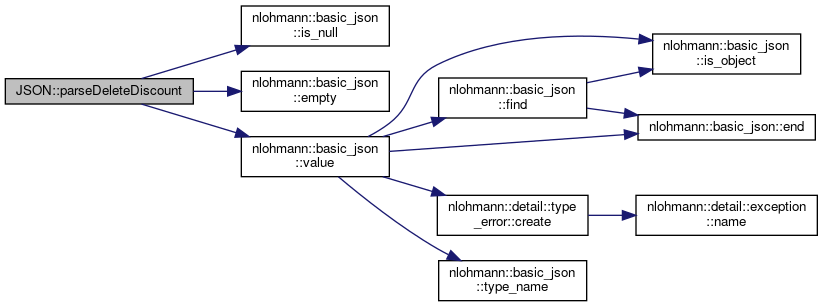 JSON::parseDeleteDiscount
nlohmann::basic_json
::is_null
nlohmann::basic_json
::empty
nlohmann::basic_json
::value
nlohmann::basic_json
::find
nlohmann::basic_json
::is_object
nlohmann::basic_json::end
nlohmann::detail::type
_error::create
nlohmann::detail::exception
::name
nlohmann::basic_json
::type_name